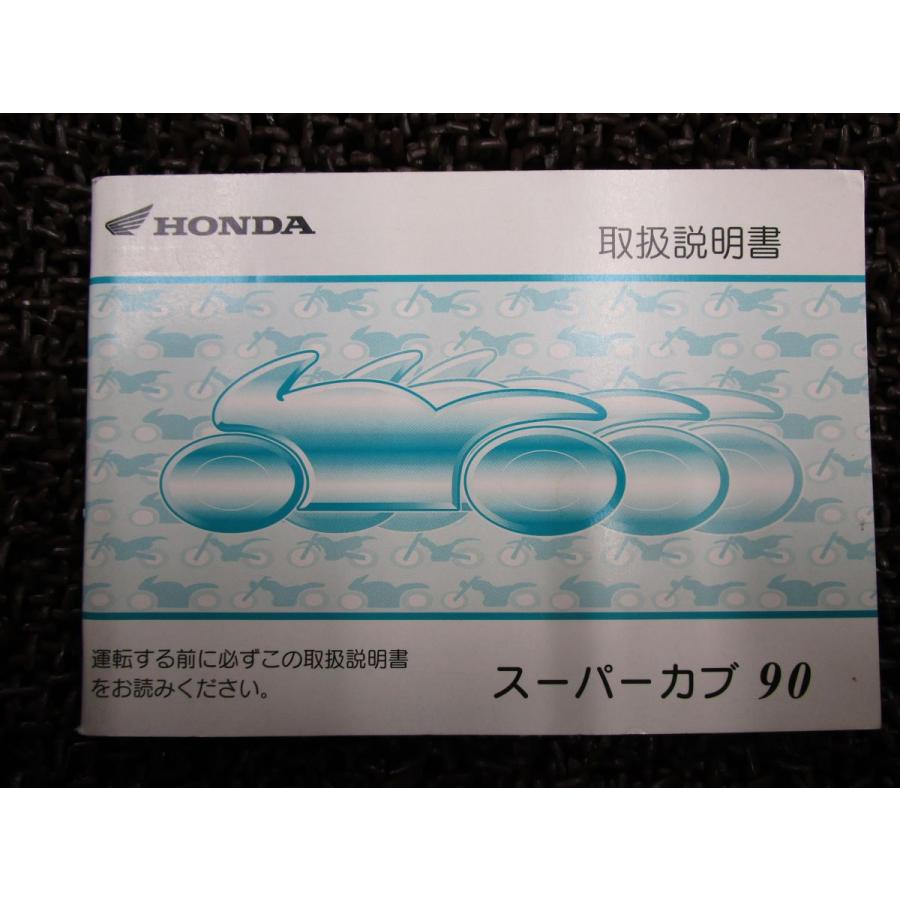 HONDA
取扱説明書
運転する前に必ずこの取扱説明書
をお読みください。
スーパーカブ 90